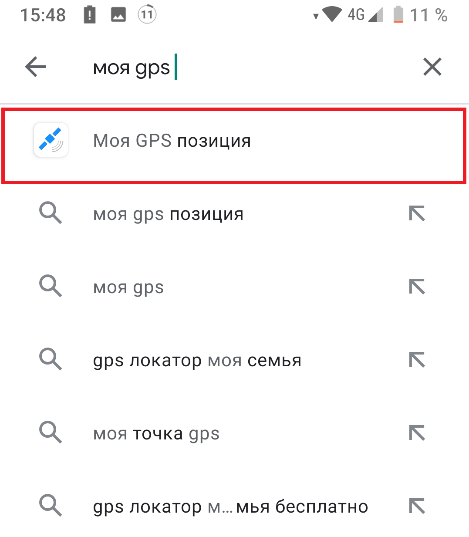 15:48 11 4G 11 %
моя gps
Моя GPS позиция
моя gps позиция
моя gps
gps локатор моя семья
моя точка gps
gps локатор м...мья бесплатно